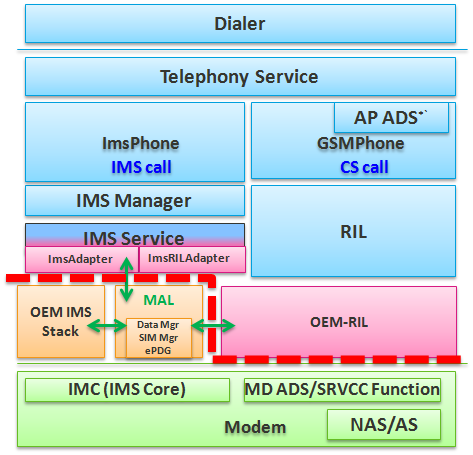 Dialer
Telephony Service
AP ADS*`
ImsPhone
GSMPhone
IMS call
CS call
IMS Manager
IMS Service
RIL
ImsAdapter
ImsRILAdapter
OEM IMS
Stack
MAL
Data Mgr
SIM Mgr
ePDG
OEM-RIL
IMC (IMS Core)
MD ADS/SRVCC Function
Modem
NAS/AS